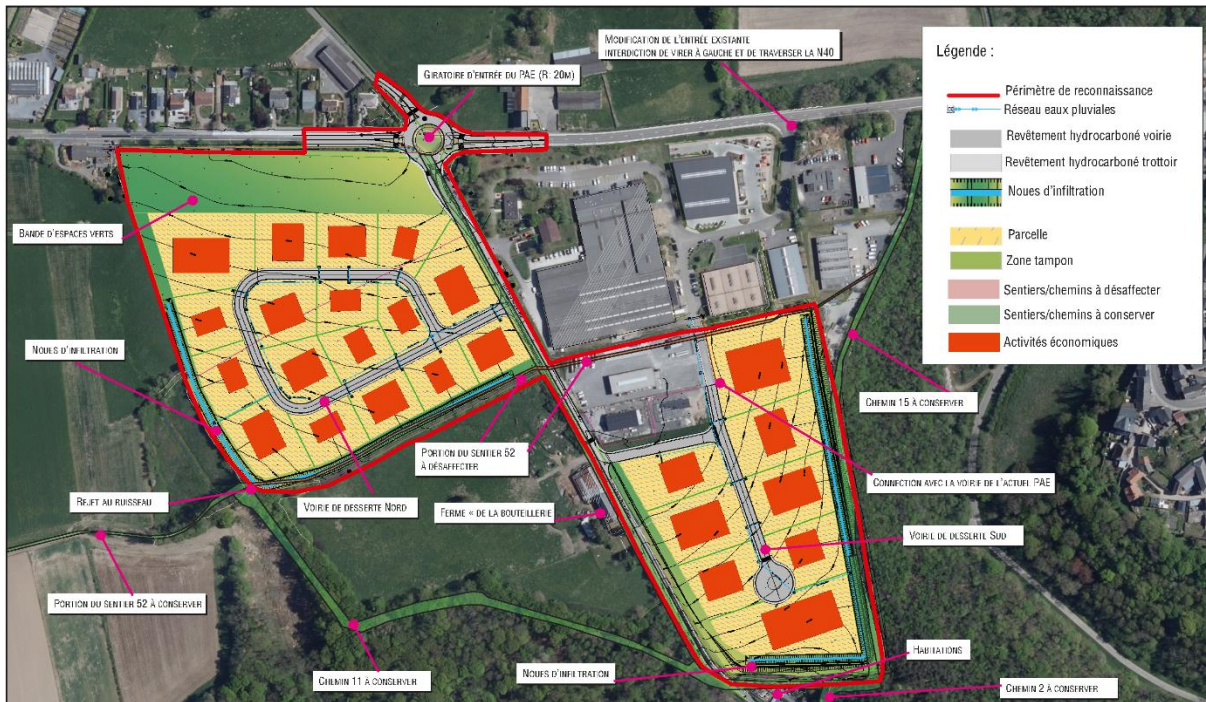 MODIFICATION DE L'ENTRÉE EXISTANTE
INTERDICTION DE VIRER À GAUCHE ET DE TRAVERSER LA N40
GIRATOIRE D'ENTRÉE DU PAE (R: 20M)
BANDE D'ESPACES VERTS
NOUES D'INFILTRATION
REJET AU RUISSEAU
VOIRIE DE DESSERTE NORD
PORTION DU SENTIER 52
À DÉSAFFECTER
FERME « DE LA BOUTEILLERIE
PORTION DU SENTIER 52 À CONSERVER
CHEMIN 11 À CONSERVER
NOUES D'INFILTRATION
HABITATIONS
CHEMIN 2 À CONSERVER
VOIRIE DE DESSERTE SUD
CONNECTION AVEC LA VOIRIE DE L'ACTUEL PAE
CHEMIN 15 À CONSERVER
Légende :
Périmètre de reconnaissance
Réseau eaux pluviales
Revêtement hydrocarboné voirie
Revêtement hydrocarboné trottoir
Noues d'infiltration
Parcelle
Zone tampon
Sentiers/chemins à désaffecter
Sentiers/chemins à conserver
Activités économiques